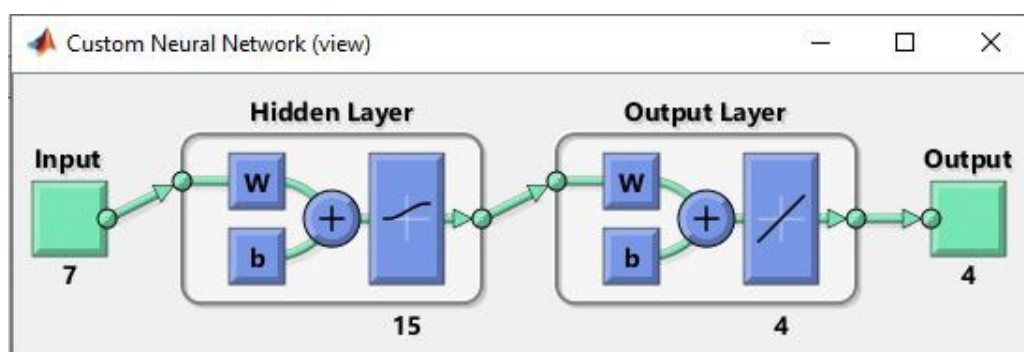 Custom Neural Network (view)
Hidden Layer
Output Layer
Input
Output
W
W
b
b
7
4
15
4